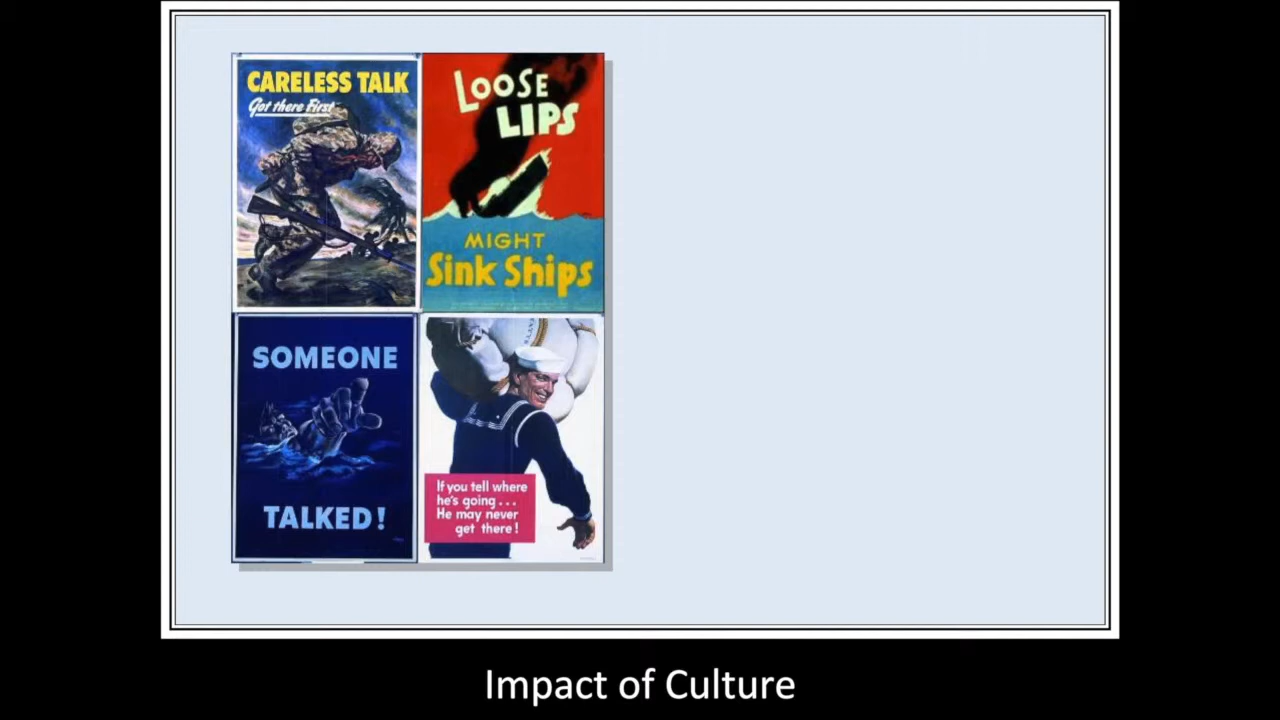 CARELESS TALK
Got there First
LOOSE
LIPS
MIGHT
Sink Ships
SOMEONE
TALKED!
If you tell where
he's going...
He may never
get there!
Impact of Culture